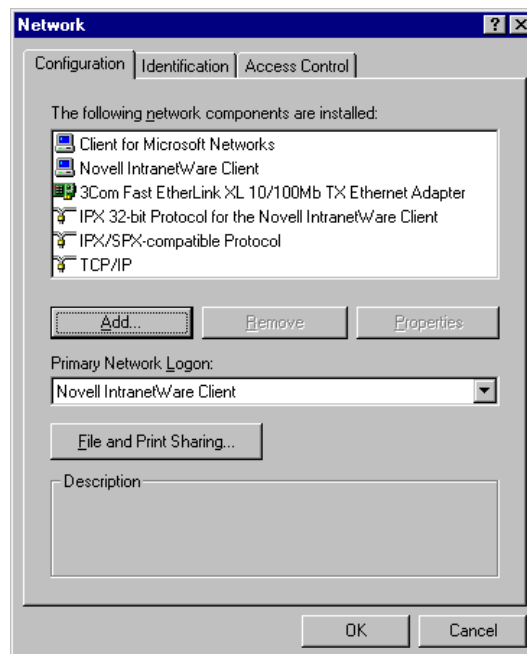 Network
Configuration Identification Access Control
The following network components are installed:
Client for Microsoft Networks
Novell IntranetWare Client
3Com Fast EtherLink XL 10/100Mb TX Ethernet Adapter
IPX 32-bit Protocol for the Novell IntranetWare Client
IPX/SPX-compatible Protocol
TCP/IP
Add... Remove Properties
Primary Network Logon:
Novell IntranetWare Client
File and Print Sharing...
Description
OK Cancel